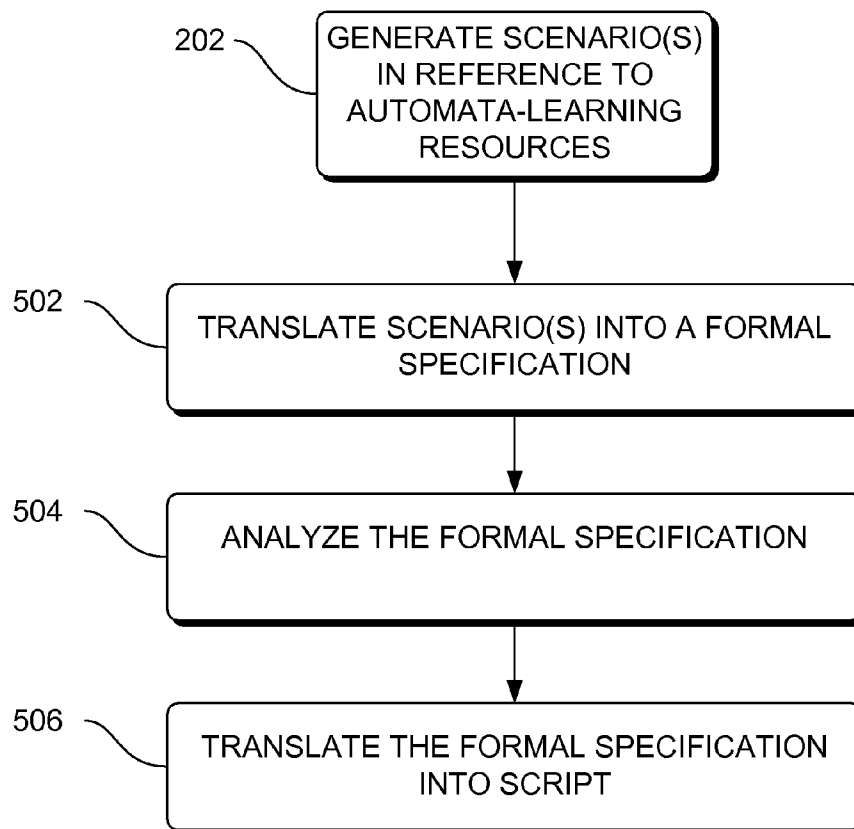 202
GENERATE SCENARIO(S)
IN REFERENCE TO
AUTOMATA-LEARNING
RESOURCES
502
TRANSLATE SCENARIO(S) INTO A FORMAL
SPECIFICATION
504
ANALYZE THE FORMAL SPECIFICATION
506
TRANSLATE THE FORMAL SPECIFICATION
INTO SCRIPT